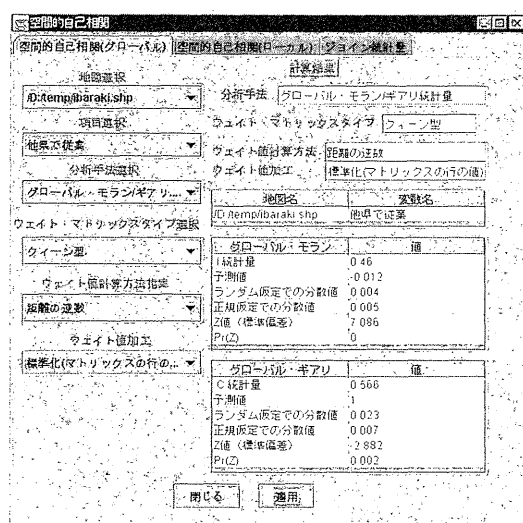 空間的自己相関
空間的自己相関(グローバル) 空間的自己相関(ローカル) ジョイン統計量
地図選択
/D:/temp/ibaraki.shp
項目選択
他県で従業
分析手法選択
グローバル・モラン/ギアリ....
ウェイト・マトリックスタイプ選択
クイーン型
ウェイト値計算方法指定
距離の逆数
ウェイト値加工
標準化(マトリックスの行の...
計算結果
分析手法 グローバル・モラン/ギアリ統計量
ウェイト・マトリックスタイプ クィーン型
ウェイト値計算方法 距離の逆数
ウェイト値加工 標準化(マトリックスの行の値)
地図名 変数名
/D:/temp/ibaraki.shp 他県で従業
グローバル・モラン 値
I 統計量 0.46
予測値 -0.012
ランダム仮定での分散値 0.004
正規仮定での分散値 0.005
Z値（標準偏差） 7.086
Pr(Z) 0
グローバル・ギアリ 値
C 統計量 0.566
予測値 1
ランダム仮定での分散値 0.023
正規仮定での分散値 0.007
Z値（標準偏差） -2.882
Pr(Z) 0.002
閉じる 適用